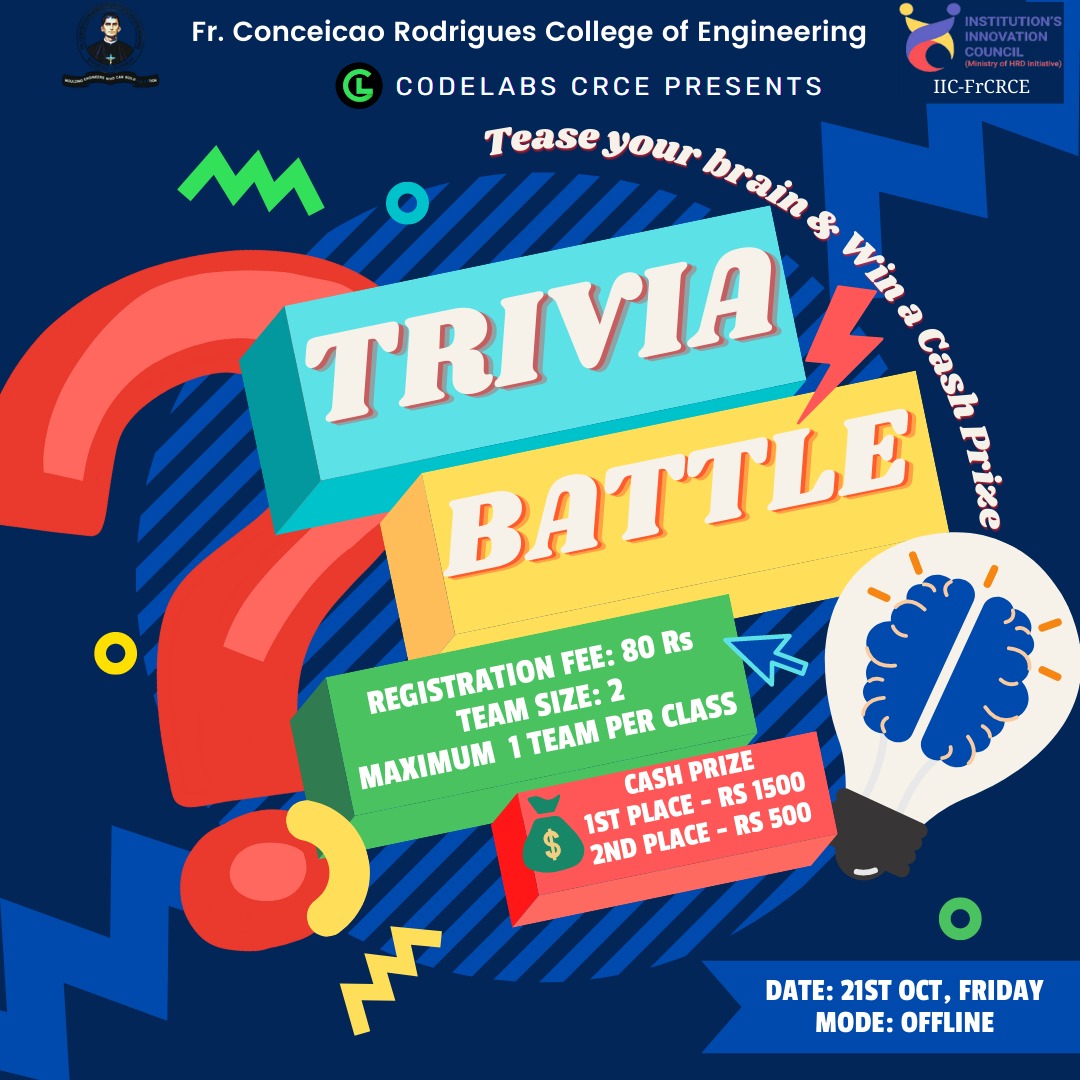 Fr. Conceicao Rodrigues College of Engineering
INSTITUTION'S
INNOVATION
COUNCIL
(Ministry of HRD Initiative)
IIC-FrCRCE
CODELABS CRCE PRESENTS
Tease your brain & Win a Cash Prize
TRIVIA
BATTLE
REGISTRATION FEE: 80 Rs
TEAM SIZE: 2
MAXIMUM 1 TEAM PER CLASS
CASH PRIZE
1ST PLACE - RS 1500
2ND PLACE - RS 500
$
DATE: 21ST OCT, FRIDAY
MODE: OFFLINE